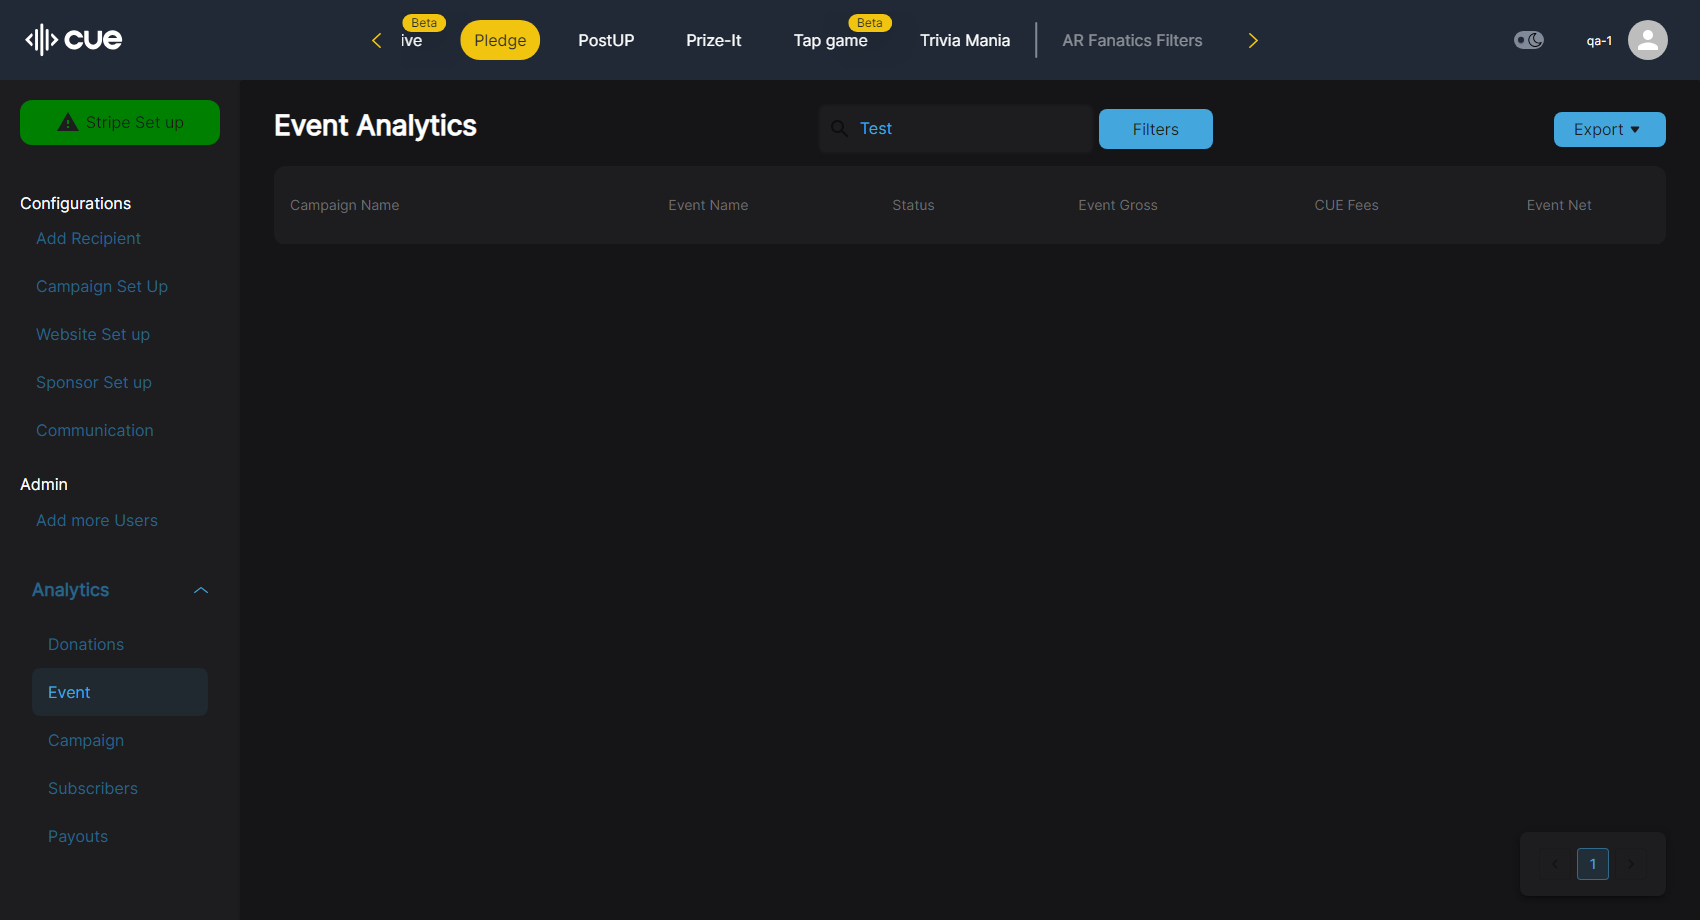 cue
Beta
ive
Pledge
PostUP
Prize-It
Beta
Tap game
Trivia Mania
AR Fanatics Filters
qa-1
Stripe Set up
Configurations
Add Recipient
Campaign Set Up
Website Set up
Sponsor Set up
Communication
Admin
Add more Users
Analytics
Donations
Event
Campaign
Subscribers
Payouts
Event Analytics
Test
Filters
Export
Campaign Name
Event Name
Status
Event Gross
CUE Fees
Event Net
1